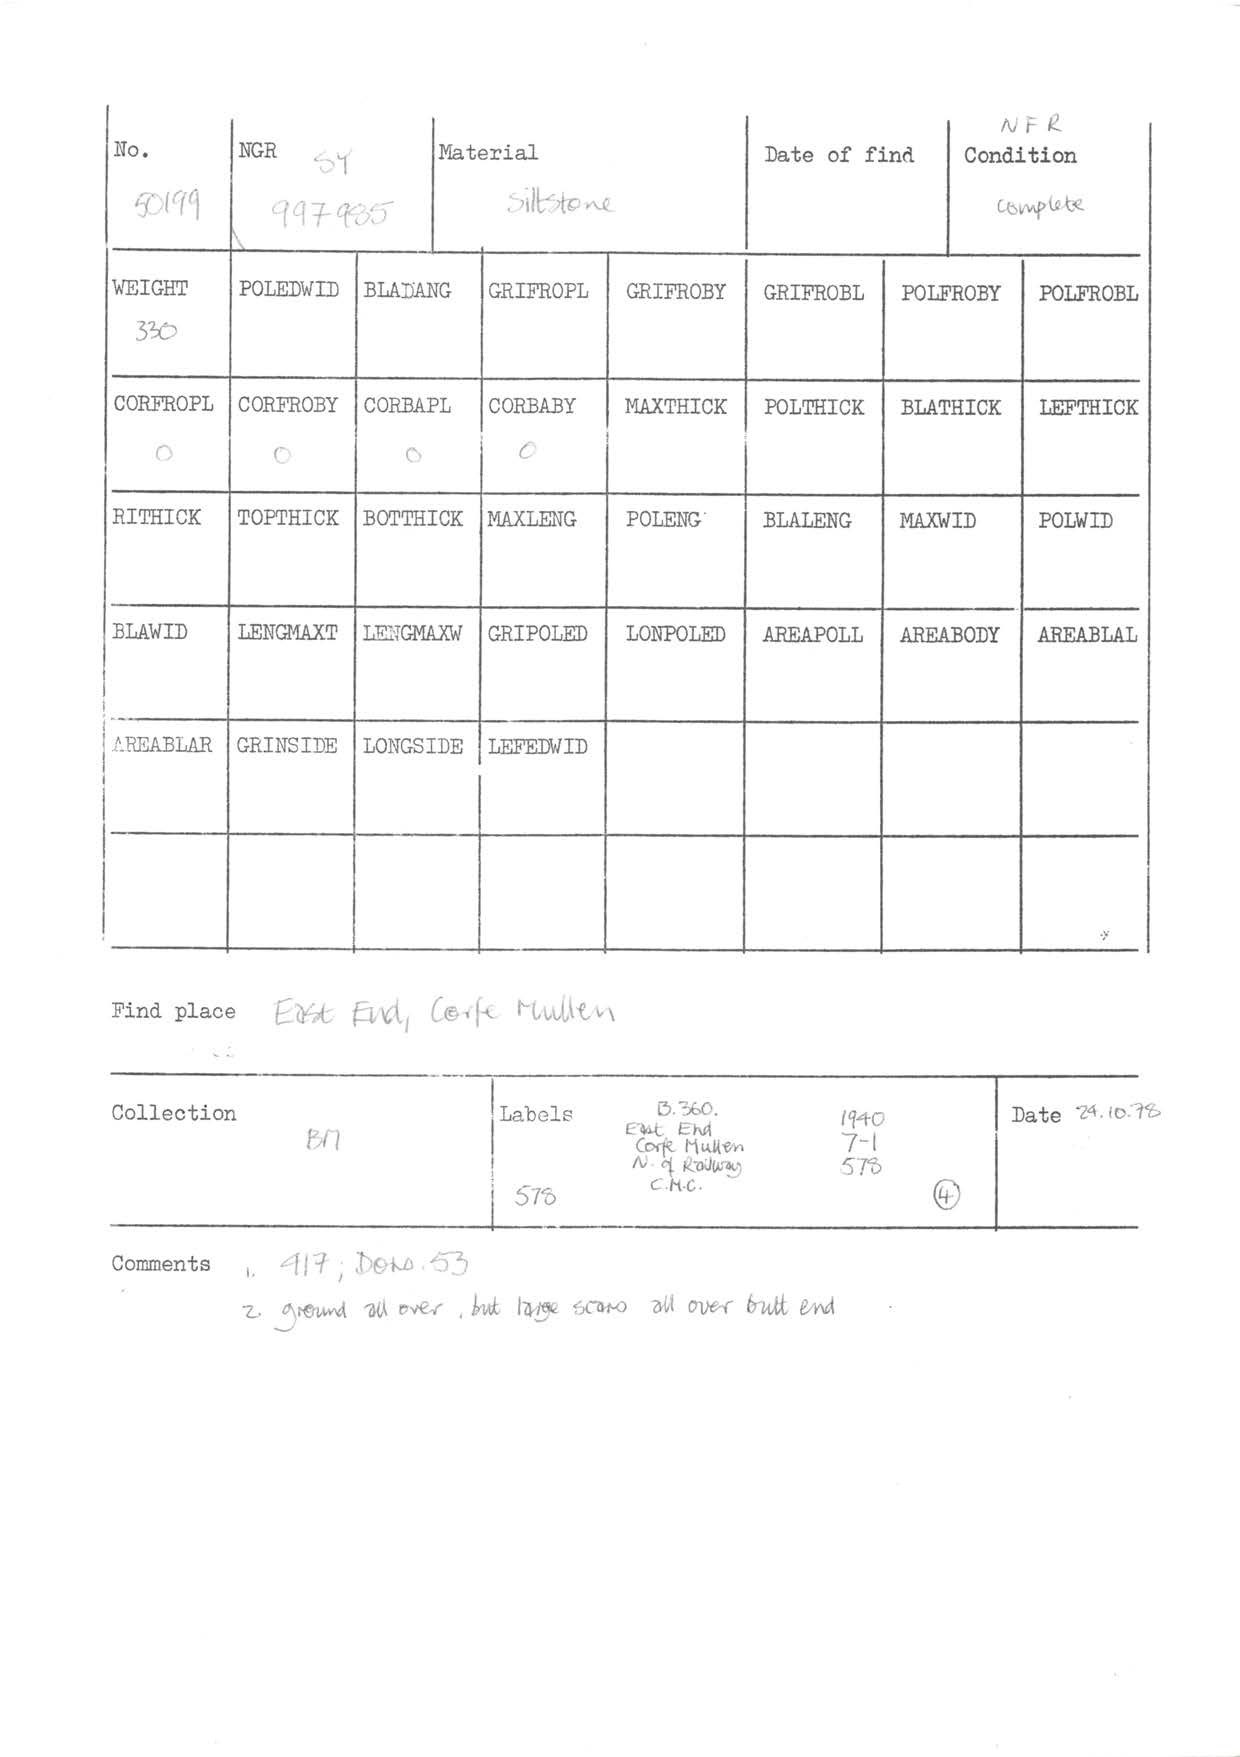 NFR
No. NGR SY Material Date of find Condition
50199 997985 Siltstone complete
WEIGHT POLEDWID BLADANG GRIFROPL GRIFROBY GRIFROBL POLFROBY POLFROBL
330
CORFROPL CORFROBY CORBAPL CORBABY MAXTHICK POLTHICK BLATHICK LEFTHICK
0 0 0 0
RITHICK TOPTHICK BOTTHICK MAXLENG POLENG BLALENG MAXWID POLWID
BLAWID LENGMAXT LENGMAXW GRIPOLED LONPOLED AREAPOLL AREABODY AREABLAL
AREABLAR GRINSIDE LONGSIDE LEFEDWID
Find place East End, Corfe Mullen
Collection BM
Labels
B.360.
East End
Corfe Mullen
N. of Railway
C.M.C.
578
1940
7-1
578
4
Date 29.10.78
Comments 1. 417; Dors. 53
2. ground all over, but large scars all over butt end